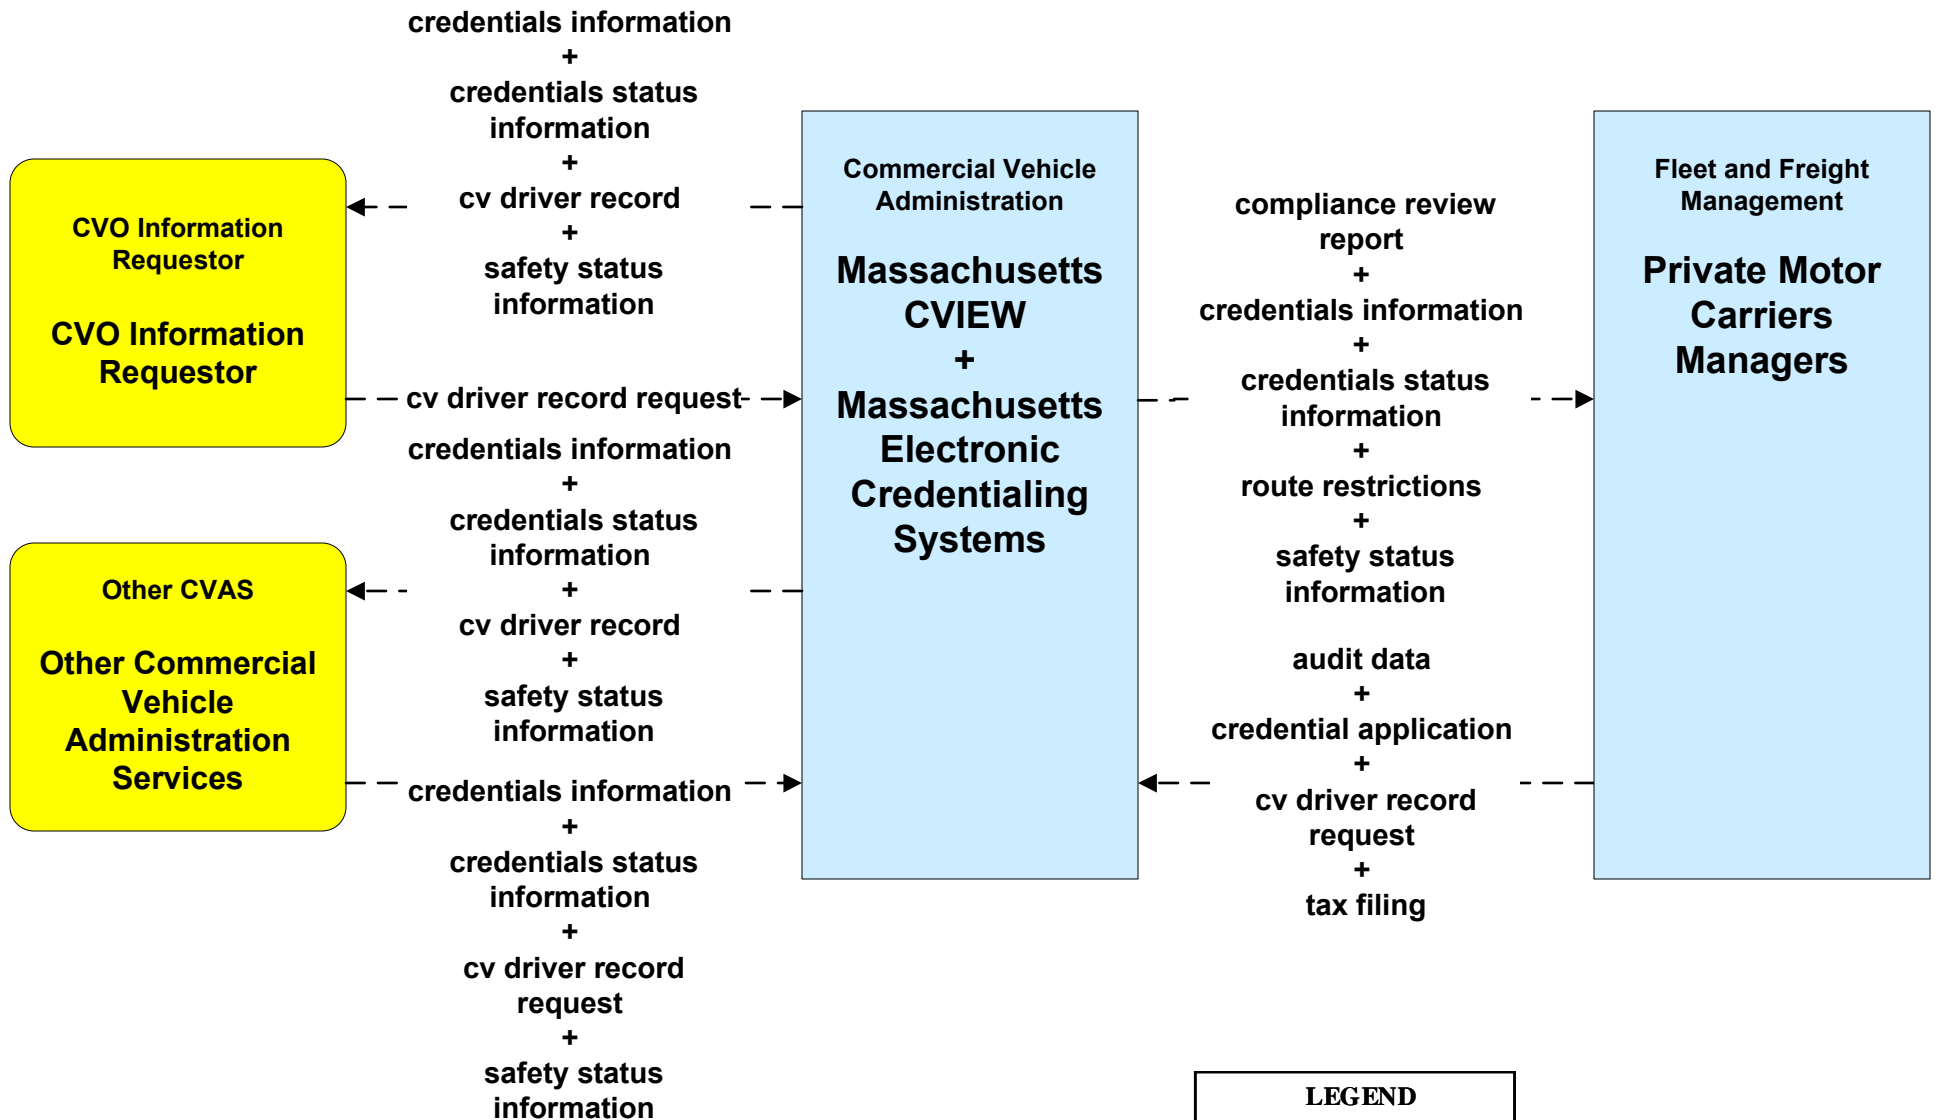 credentials information
+
credentials status
information
+
cv driver record
+
safety status
information
CVO Information
Requestor
CVO Information
Requestor
cv driver record request
credentials information
+
credentials status
information
+
cv driver record
+
safety status
information
Other CVAS
Other Commercial
Vehicle
Administration
Services
credentials information
+
credentials status
information
+
cv driver record
request
+
safety status
information
Commercial Vehicle
Administration
Massachusetts
CVIEW
+
Massachusetts
Electronic
Credentialing
Systems
compliance review
report
+
credentials information
+
credentials status
information
+
route restrictions
+
safety status
information
audit data
+
credential application
+
cv driver record
request
+
tax filing
Fleet and Freight
Management
Private Motor
Carriers
Managers
LEGEND